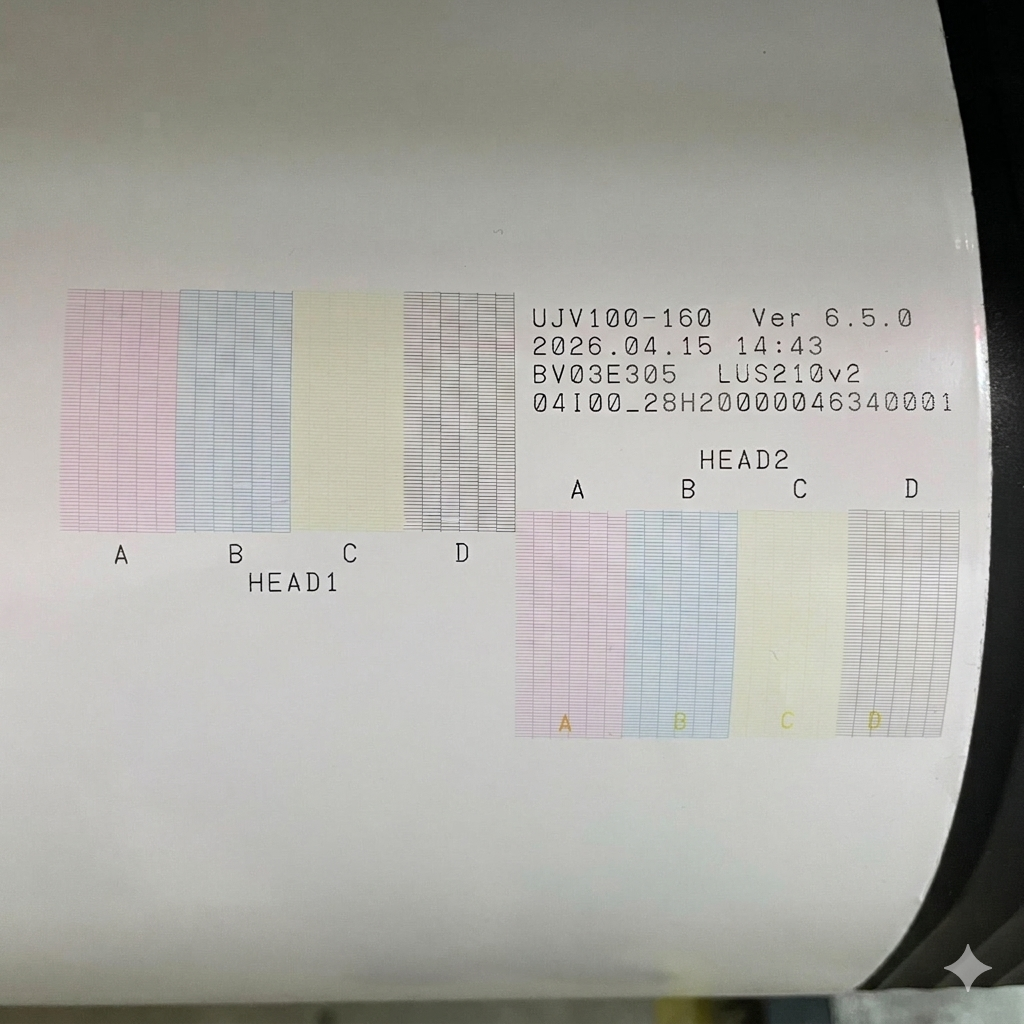 UJV100-160 Ver 6.5.0
2026.04.15 14:43
BV03E305 LUS210v2
04I00_28H20000046340001
HEAD2
A B C D
A B C D
HEAD1
A B C D